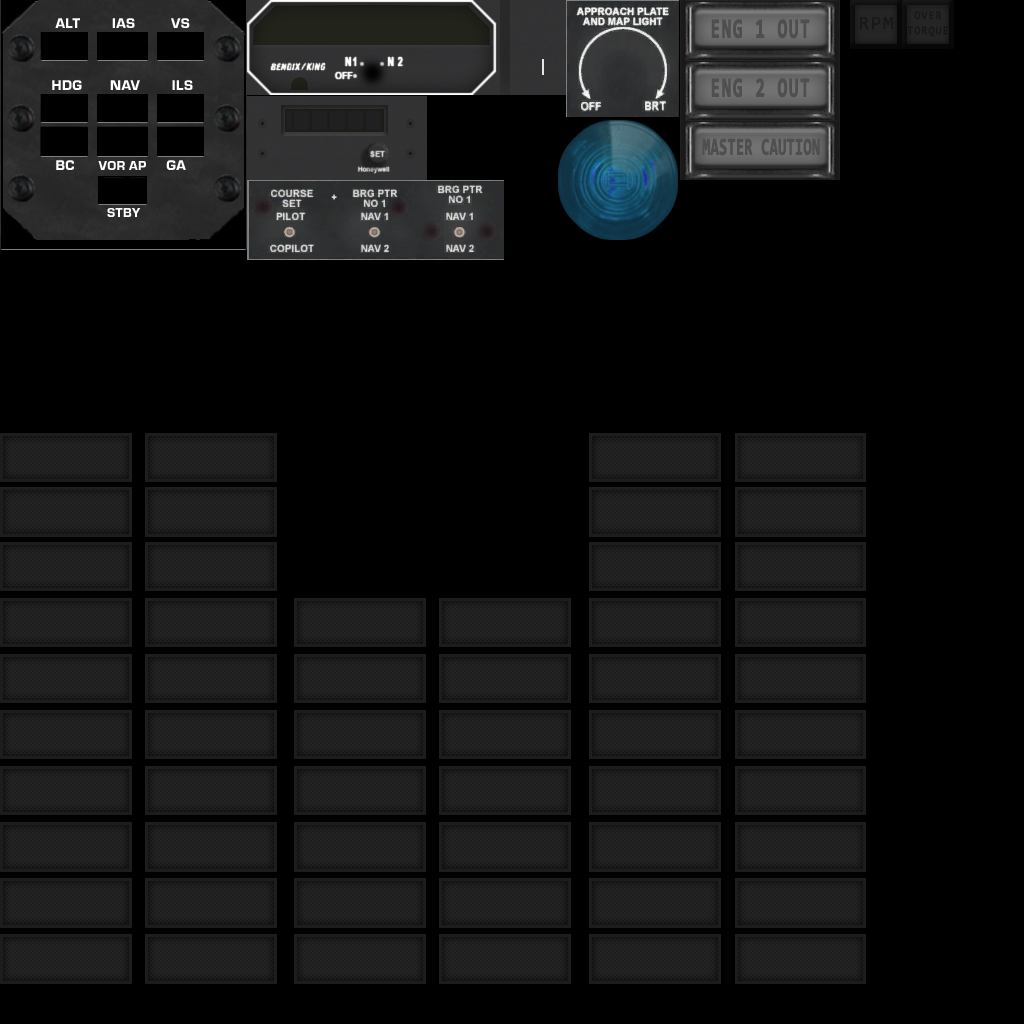 ALT IAS VS
HDG NAV ILS
BC VOR AP GA
STBY
BENDIX/KING
N1 N2
OFF
SET
Honeywell
COURSE
SET
PILOT
COPILOT
+
BRG PTR
NO 1
NAV 1
NAV 2
BRG PTR
NO 1
NAV 1
NAV 2
APPROACH PLATE
AND MAP LIGHT
OFF BRT
ENG 1 OUT
ENG 2 OUT
MASTER CAUTION
RPM
OVER
TORQUE